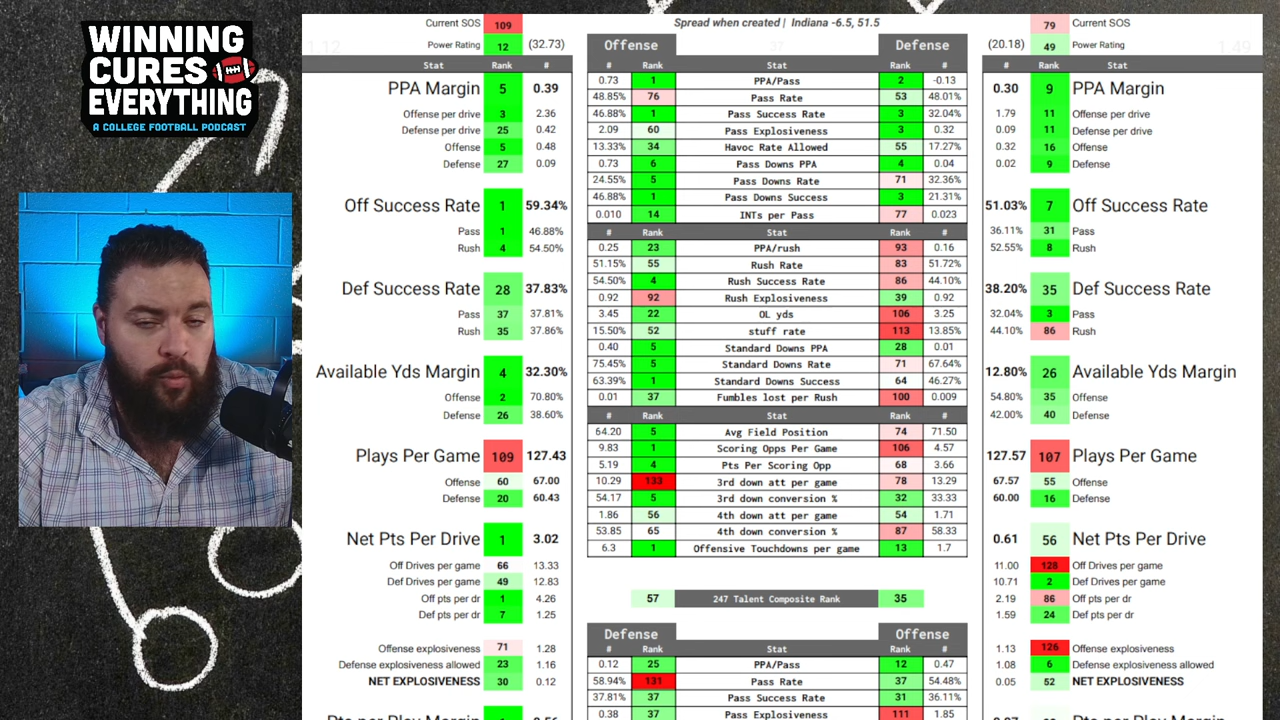 WINNING
CURES
EVERYTHING
A COLLEGE FOOTBALL PODCAST
Spread when created | Indiana -6.5, 51.5
Current SOS 109
Power Rating 12 (32.73)
Stat Rank #
PPA Margin 5 0.39
Offense per drive 3 2.36
Defense per drive 25 0.42
Offense 5 0.48
Defense 27 0.09
Off Success Rate 1 59.34%
Pass 1 46.88%
Rush 4 54.50%
Def Success Rate 28 37.83%
Pass 37 37.81%
Rush 35 37.86%
Available Yds Margin 4 32.30%
Offense 2 70.80%
Defense 26 38.60%
Plays Per Game 109 127.43
Offense 60 67.00
Defense 20 60.43
Net Pts Per Drive 1 3.02
Off Drives per game 66 13.33
Def Drives per game 49 12.83
Off pts per dr 1 4.26
Def pts per dr 7 1.25
Offense explosiveness 71 1.28
Defense explosiveness allowed 23 1.16
NET EXPLOSIVENESS 30 0.12
Offense Defense
# Rank Stat Rank #
0.73 1 PPA/Pass 2 -0.13
48.85% 76 Pass Rate 53 48.01%
46.88% 1 Pass Success Rate 3 32.04%
2.09 60 Pass Explosiveness 3 0.32
13.33% 34 Havoc Rate Allowed 55 17.27%
0.73 6 Pass Downs PPA 4 0.04
24.55% 5 Pass Downs Rate 71 32.36%
46.88% 1 Pass Downs Success 3 21.31%
0.010 14 INTs per Pass 77 0.023
# Rank Stat Rank #
0.25 23 PPA/rush 93 0.16
51.15% 55 Rush Rate 83 51.72%
54.50% 4 Rush Success Rate 86 44.10%
0.92 92 Rush Explosiveness 39 0.92
3.45 22 OL yds 106 3.25
15.50% 52 stuff rate 113 13.85%
0.40 5 Standard Downs PPA 28 0.01
75.45% 5 Standard Downs Rate 71 67.64%
63.39% 1 Standard Downs Success 64 46.27%
0.01 37 Fumbles lost per Rush 100 0.009
# Rank Stat Rank #
64.20 5 Avg Field Position 74 71.50
9.83 1 Scoring Opps Per Game 106 4.57
5.19 4 Pts Per Scoring Opp 68 3.66
10.29 133 3rd down att per game 78 13.29
54.17 5 3rd down conversion % 32 33.33
1.86 56 4th down att per game 54 1.71
53.85 65 4th down conversion % 87 58.33
6.3 1 Offensive Touchdowns per game 13 1.7
57 247 Talent Composite Rank 35
Defense Offense
# Rank Stat Rank #
0.12 25 PPA/Pass 12 0.47
58.94% 131 Pass Rate 37 54.48%
37.81% 37 Pass Success Rate 31 36.11%
0.38 37 Pass Explosiveness 111 1.85
79 Current SOS
(20.18) 49 Power Rating
# Rank Stat
0.30 9 PPA Margin
1.79 11 Offense per drive
0.09 11 Defense per drive
0.32 16 Offense
0.02 9 Defense
51.03% 7 Off Success Rate
36.11% 31 Pass
52.55% 8 Rush
38.20% 35 Def Success Rate
32.04% 3 Pass
44.10% 86 Rush
12.80% 26 Available Yds Margin
54.80% 35 Offense
42.00% 40 Defense
127.57 107 Plays Per Game
67.57 55 Offense
60.00 16 Defense
0.61 56 Net Pts Per Drive
11.00 128 Off Drives per game
10.71 2 Def Drives per game
2.19 86 Off pts per dr
1.59 24 Def pts per dr
1.13 126 Offense explosiveness
1.08 6 Defense explosiveness allowed
0.05 52 NET EXPLOSIVENESS